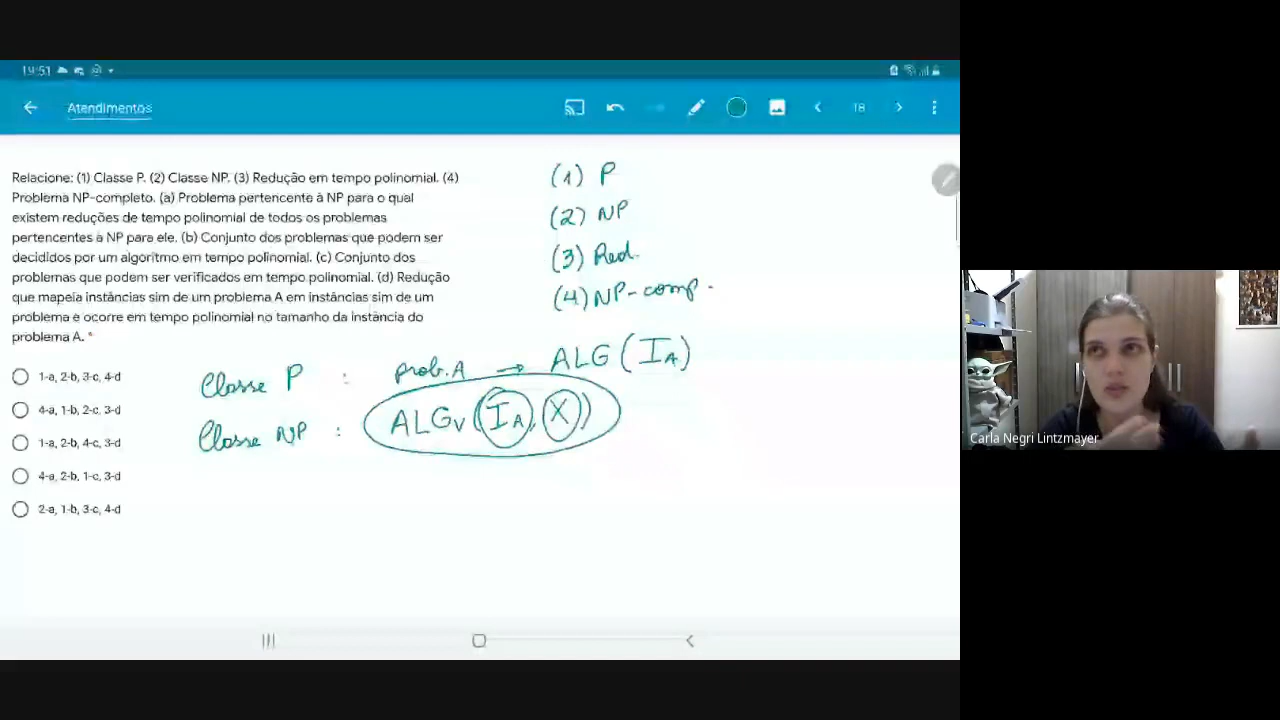 19:51
Atendimentos
18
Relacione: (1) Classe P. (2) Classe NP. (3) Redução em tempo polinomial. (4)
Problema NP-completo. (a) Problema pertencente à NP para o qual
existem reduções de tempo polinomial de todos os problemas
pertencentes à NP para ele. (b) Conjunto dos problemas que podem ser
decididos por um algoritmo em tempo polinomial. (c) Conjunto dos
problemas que podem ser verificados em tempo polinomial. (d) Redução
que mapeia instâncias sim de um problema A em instâncias sim de um
problema e ocorre em tempo polinomial no tamanho da instância do
problema A. *
(1) P
(2) NP
(3) Red.
(4) NP-comp.
1-a, 2-b, 3-c, 4-d
4-a, 1-b, 2-c, 3-d
1-a, 2-b, 4-c, 3-d
4-a, 2-b, 1-c, 3-d
2-a, 1-b, 3-c, 4-d
Classe P : prob. A → ALG (IA)
Classe NP : ALGv (IA, X))
Carla Negri Lintzmayer